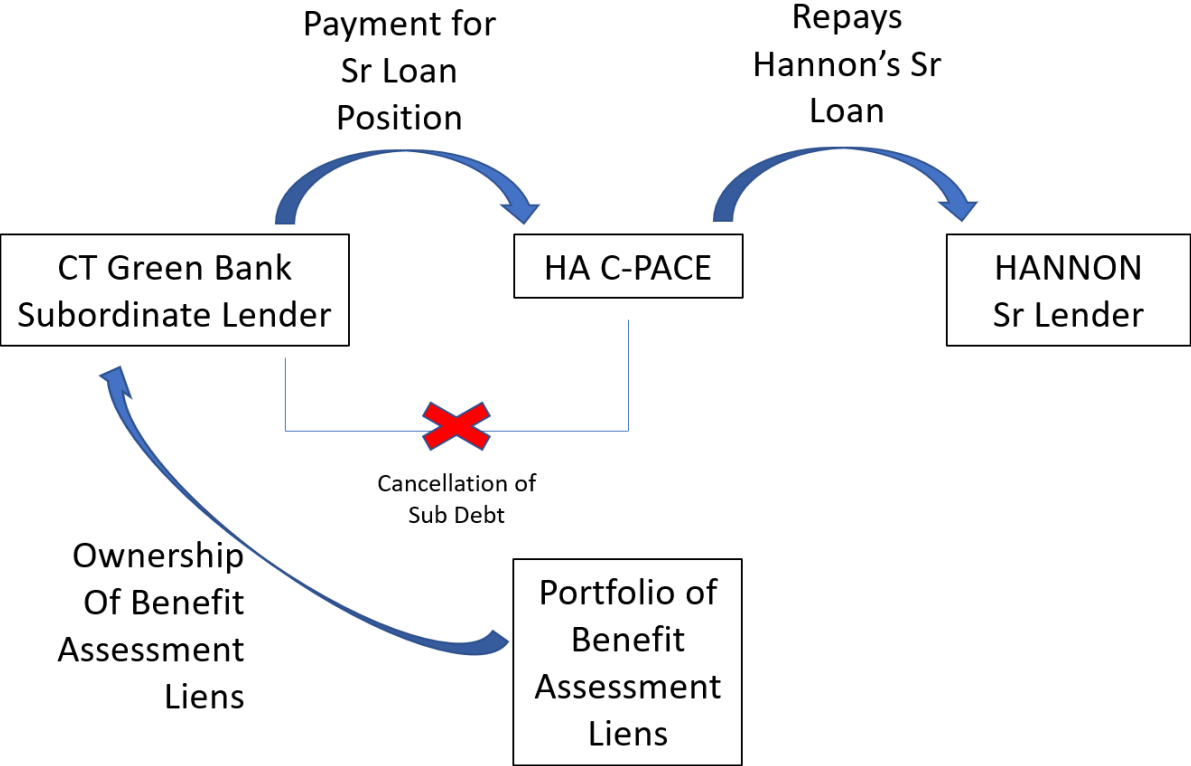 Payment for
Sr Loan
Position
Repays
Hannon’s Sr
Loan
CT Green Bank
Subordinate Lender
HA C-PACE
HANNON
Sr Lender
Cancellation of
Sub Debt
Ownership
Of Benefit
Assessment
Liens
Portfolio of
Benefit
Assessment
Liens